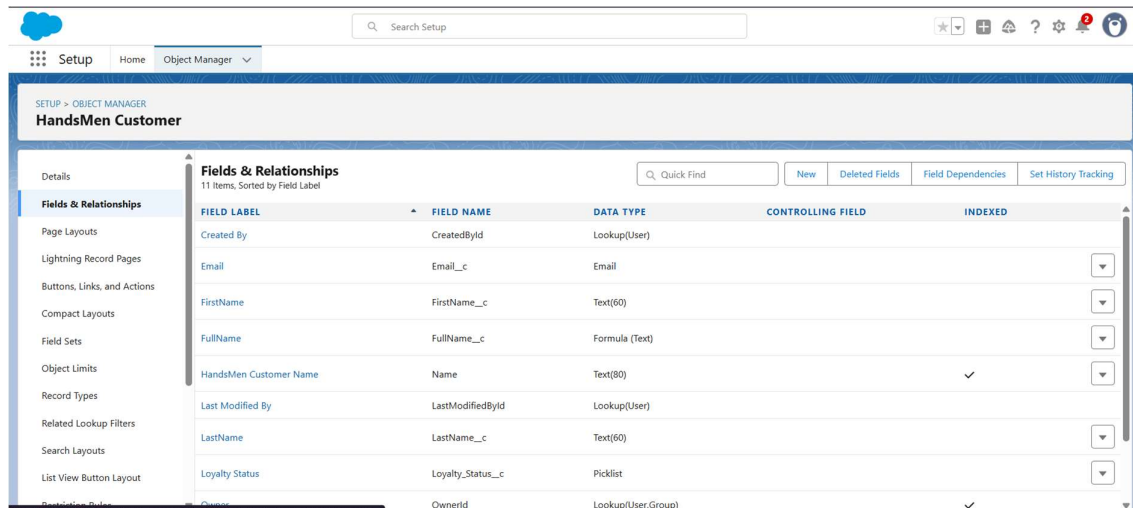 Search Setup
2
Setup Home Object Manager
SETUP > OBJECT MANAGER
HandsMen Customer
Details
Fields & Relationships
Page Layouts
Lightning Record Pages
Buttons, Links, and Actions
Compact Layouts
Field Sets
Object Limits
Record Types
Related Lookup Filters
Search Layouts
List View Button Layout
Restriction Rules
Fields & Relationships
11 Items, Sorted by Field Label
Quick Find
New Deleted Fields Field Dependencies Set History Tracking
FIELD LABEL FIELD NAME DATA TYPE CONTROLLING FIELD INDEXED
Created By CreatedById Lookup(User)
Email Email__c Email
FirstName FirstName__c Text(60)
FullName FullName__c Formula (Text)
HandsMen Customer Name Name Text(80)
Last Modified By LastModifiedById Lookup(User)
LastName LastName__c Text(60)
Loyalty Status Loyalty_Status__c Picklist
Owner OwnerId Lookup(User,Group)